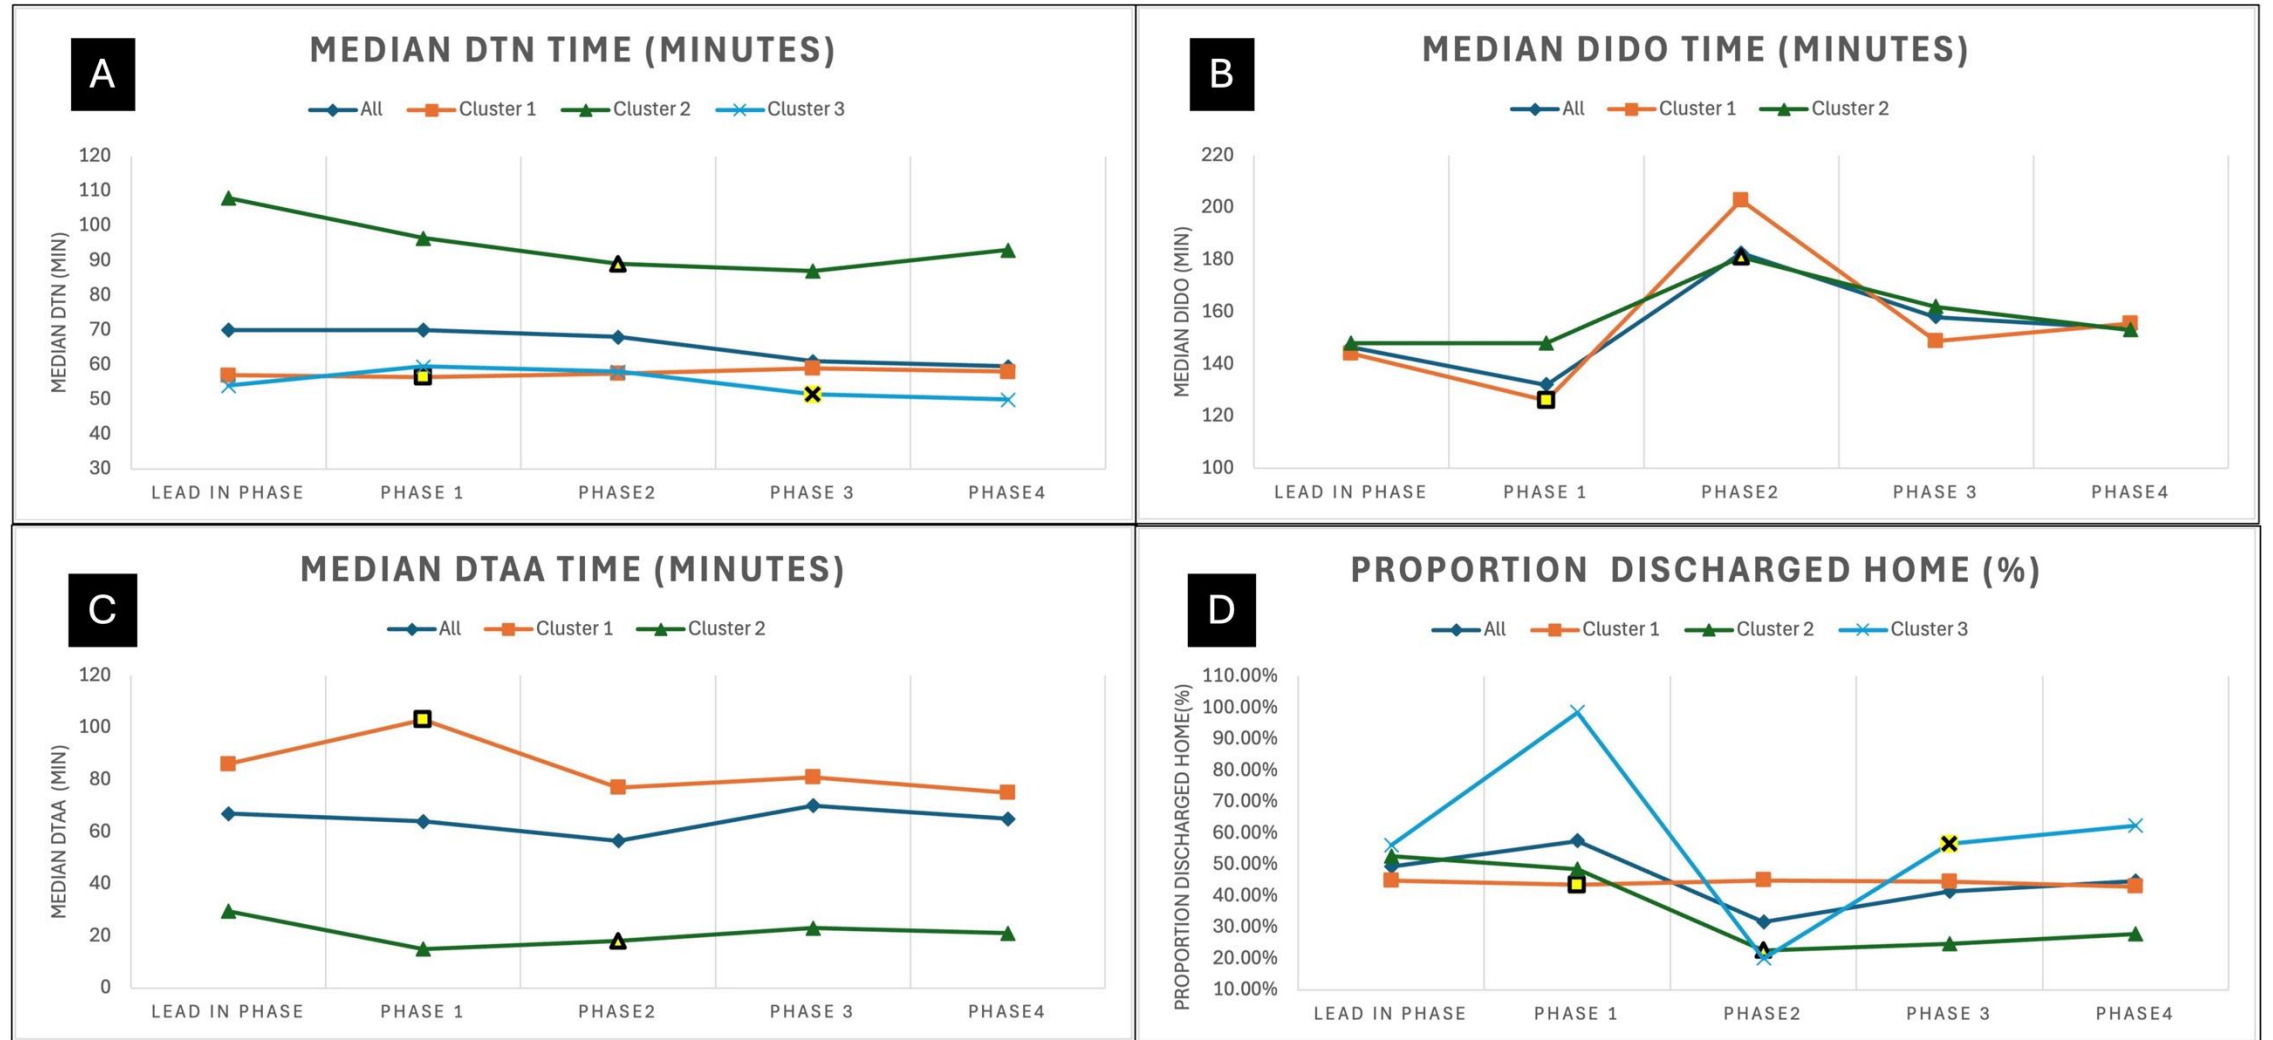 A
MEDIAN DTN TIME (MINUTES)
All Cluster 1 Cluster 2 Cluster 3
MEDIAN DTN (MIN)
120
110
100
90
80
70
60
50
40
30
LEAD IN PHASE PHASE 1 PHASE2 PHASE 3 PHASE4
B
MEDIAN DIDO TIME (MINUTES)
All Cluster 1 Cluster 2
MEDIAN DIDO (MIN)
220
200
180
160
140
120
100
LEAD IN PHASE PHASE 1 PHASE2 PHASE 3 PHASE4
C
MEDIAN DTAA TIME (MINUTES)
All Cluster 1 Cluster 2
MEDIAN DTAA (MIN)
120
100
80
60
40
20
0
LEAD IN PHASE PHASE 1 PHASE2 PHASE 3 PHASE4
D
PROPORTION DISCHARGED HOME (%)
All Cluster 1 Cluster 2 Cluster 3
PROPORTION DISCHARGED HOME(%)
110.00%
100.00%
90.00%
80.00%
70.00%
60.00%
50.00%
40.00%
30.00%
20.00%
10.00%
LEAD IN PHASE PHASE 1 PHASE2 PHASE 3 PHASE4